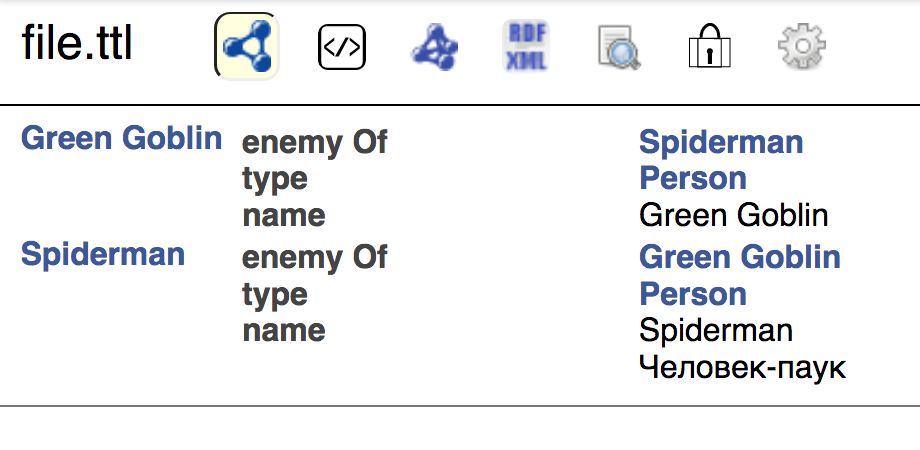 file.ttl </> RDF XML
Green Goblin enemy Of Spiderman
type Person
name Green Goblin
Spiderman enemy Of Green Goblin
type Person
name Spiderman
Человек-паук